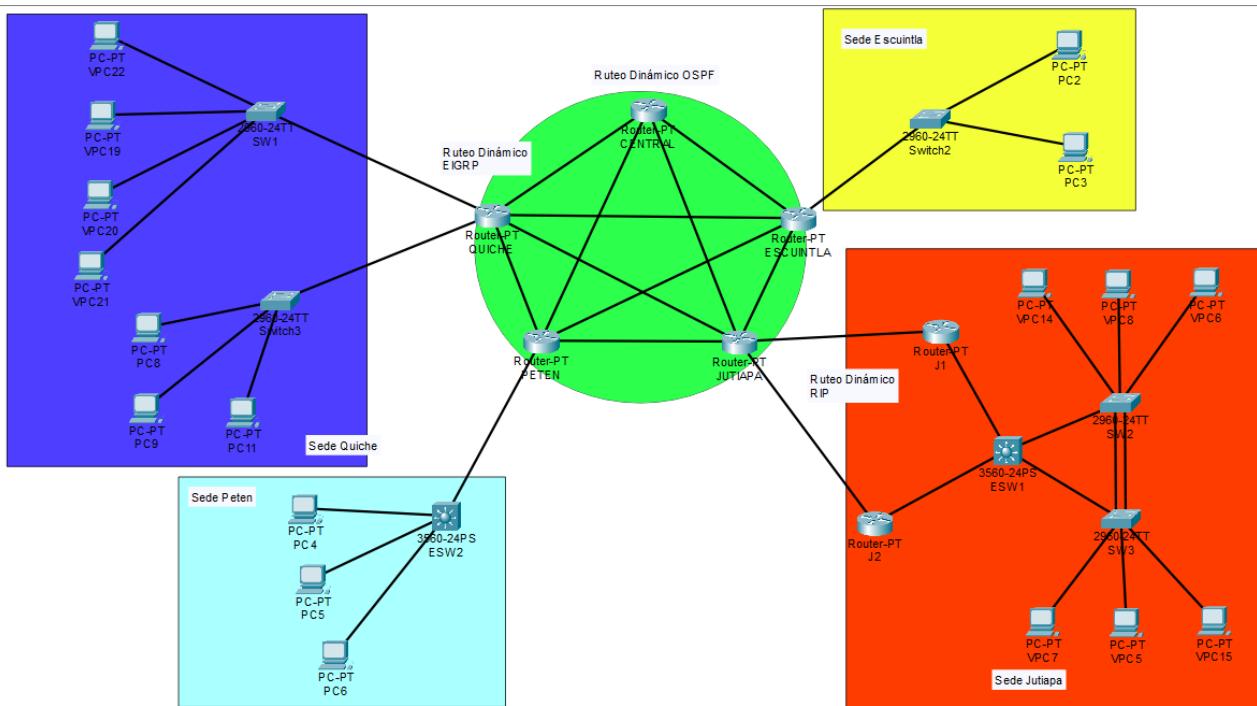 PC-PT
VPC22
PC-PT
VPC19
PC-PT
VPC20
PC-PT
VPC21
2960-24TT
SW1
2960-24TT
Switch3
PC-PT
PC8
PC-PT
PC9
PC-PT
PC11
Sede Quiche
Ruteo Dinámico OSPF
Ruteo Dinámico
EIGRP
Router-PT
CENTRAL
Router-PT
QUICHE
Router-PT
ESCUINTLA
Router-PT
PETEN
Router-PT
JUTIAPA
Sede Escuintla
2960-24TT
Switch2
PC-PT
PC2
PC-PT
PC3
Sede Peten
3560-24PS
ESW2
PC-PT
PC4
PC-PT
PC5
PC-PT
PC6
Ruteo Dinámico
RIP
Router-PT
J1
Router-PT
J2
3560-24PS
ESW1
PC-PT
VPC14
PC-PT
VPC8
PC-PT
VPC6
2960-24TT
SW2
2960-24TT
SW3
PC-PT
VPC7
PC-PT
VPC5
PC-PT
VPC15
Sede Jutiapa